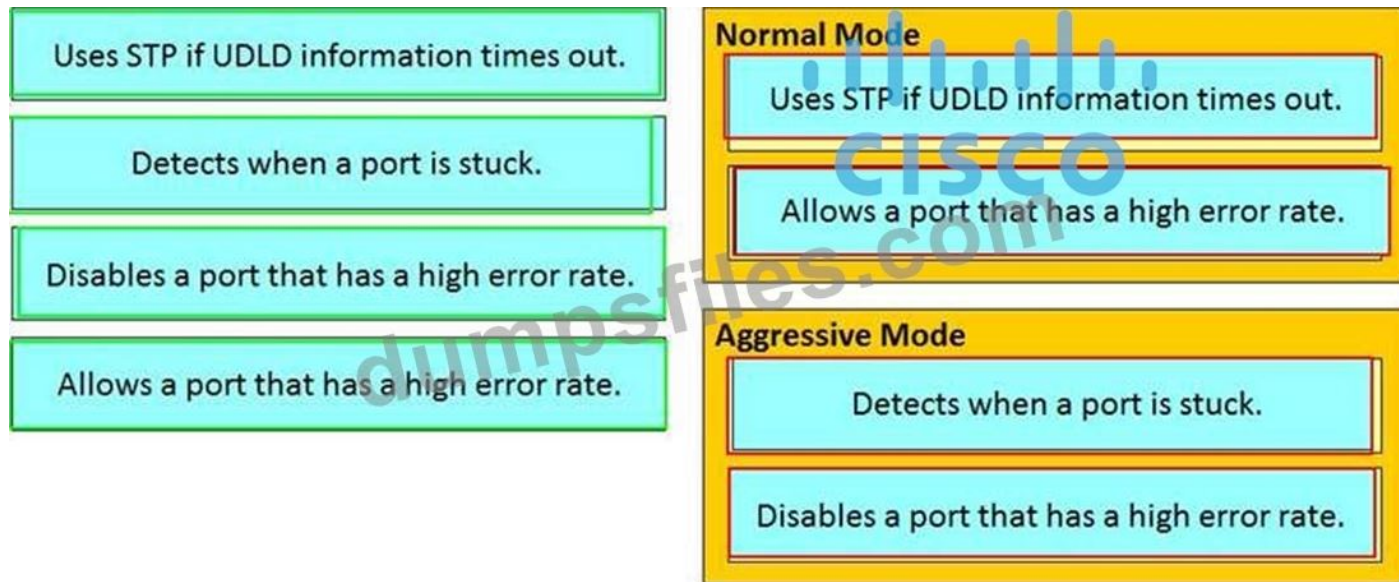 Uses STP if UDLD information times out.
Detects when a port is stuck.
Disables a port that has a high error rate.
Allows a port that has a high error rate.
Normal Mode
Uses STP if UDLD information times out.
Allows a port that has a high error rate.
Aggressive Mode
Detects when a port is stuck.
Disables a port that has a high error rate.
CISCO
dumpsfiles.com